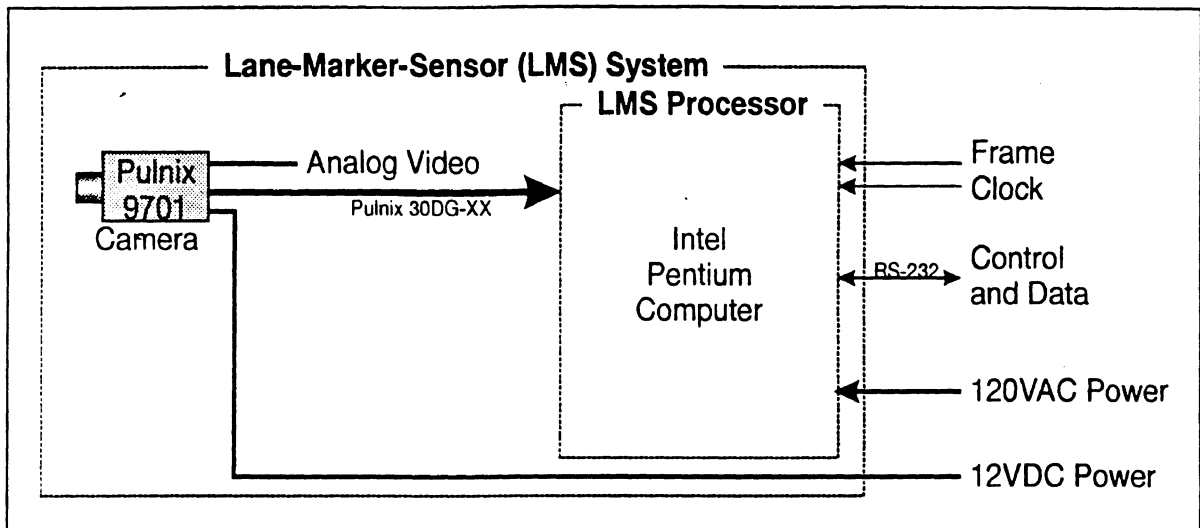 Lane-Marker-Sensor (LMS) System
LMS Processor
Pulnix
9701
Camera
Analog Video
Pulnix 30DG-XX
Intel
Pentium
Computer
Frame
Clock
RS-232
Control
and Data
120VAC Power
12VDC Power